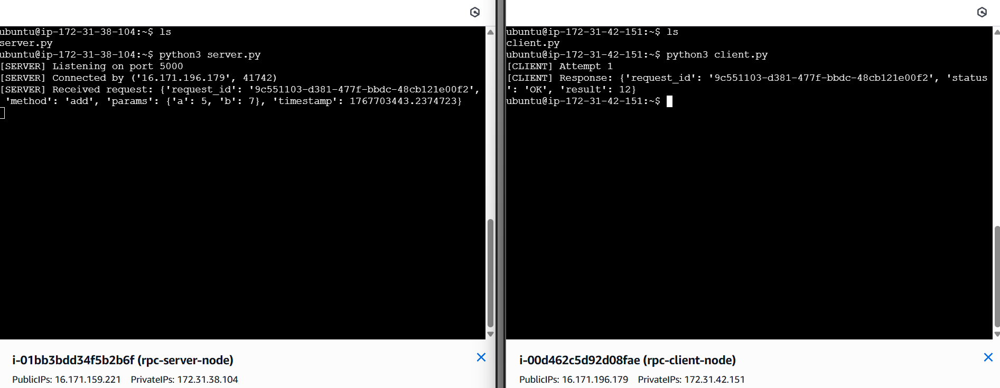 ubuntu@ip-172-31-38-104:~$ ls
server.py
ubuntu@ip-172-31-38-104:~$ python3 server.py
[SERVER] Listening on port 5000
[SERVER] Connected by ('16.171.196.179', 41742)
[SERVER] Received request: {'request_id': '9c551103-d381-477f-bbdc-48cb121e00f2',
'method': 'add', 'params': {'a': 5, 'b': 7}, 'timestamp': 1767703443.2374723}
i-01bb3bdd34f5b2b6f (rpc-server-node)
PublicIPs: 16.171.159.221 PrivateIPs: 172.31.38.104
ubuntu@ip-172-31-42-151:~$ ls
client.py
ubuntu@ip-172-31-42-151:~$ python3 client.py
[CLIENT] Attempt 1
[CLIENT] Response: {'request_id': '9c551103-d381-477f-bbdc-48cb121e00f2', 'status
': 'OK', 'result': 12}
ubuntu@ip-172-31-42-151:~$
i-00d462c5d92d08fae (rpc-client-node)
PublicIPs: 16.171.196.179 PrivateIPs: 172.31.42.151